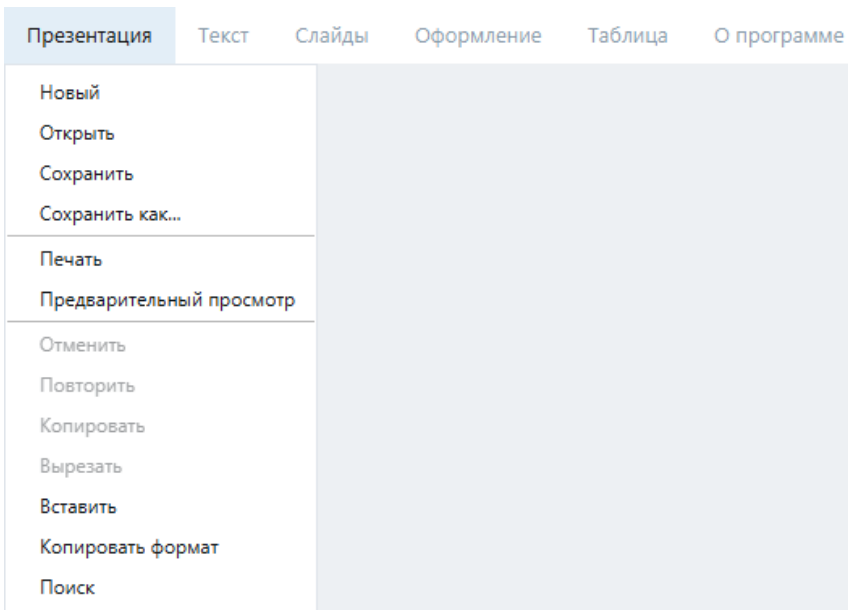 Презентация Текст Слайды Оформление Таблица О программе
Новый
Открыть
Сохранить
Сохранить как...
Печать
Предварительный просмотр
Отменить
Повторить
Копировать
Вырезать
Вставить
Копировать формат
Поиск